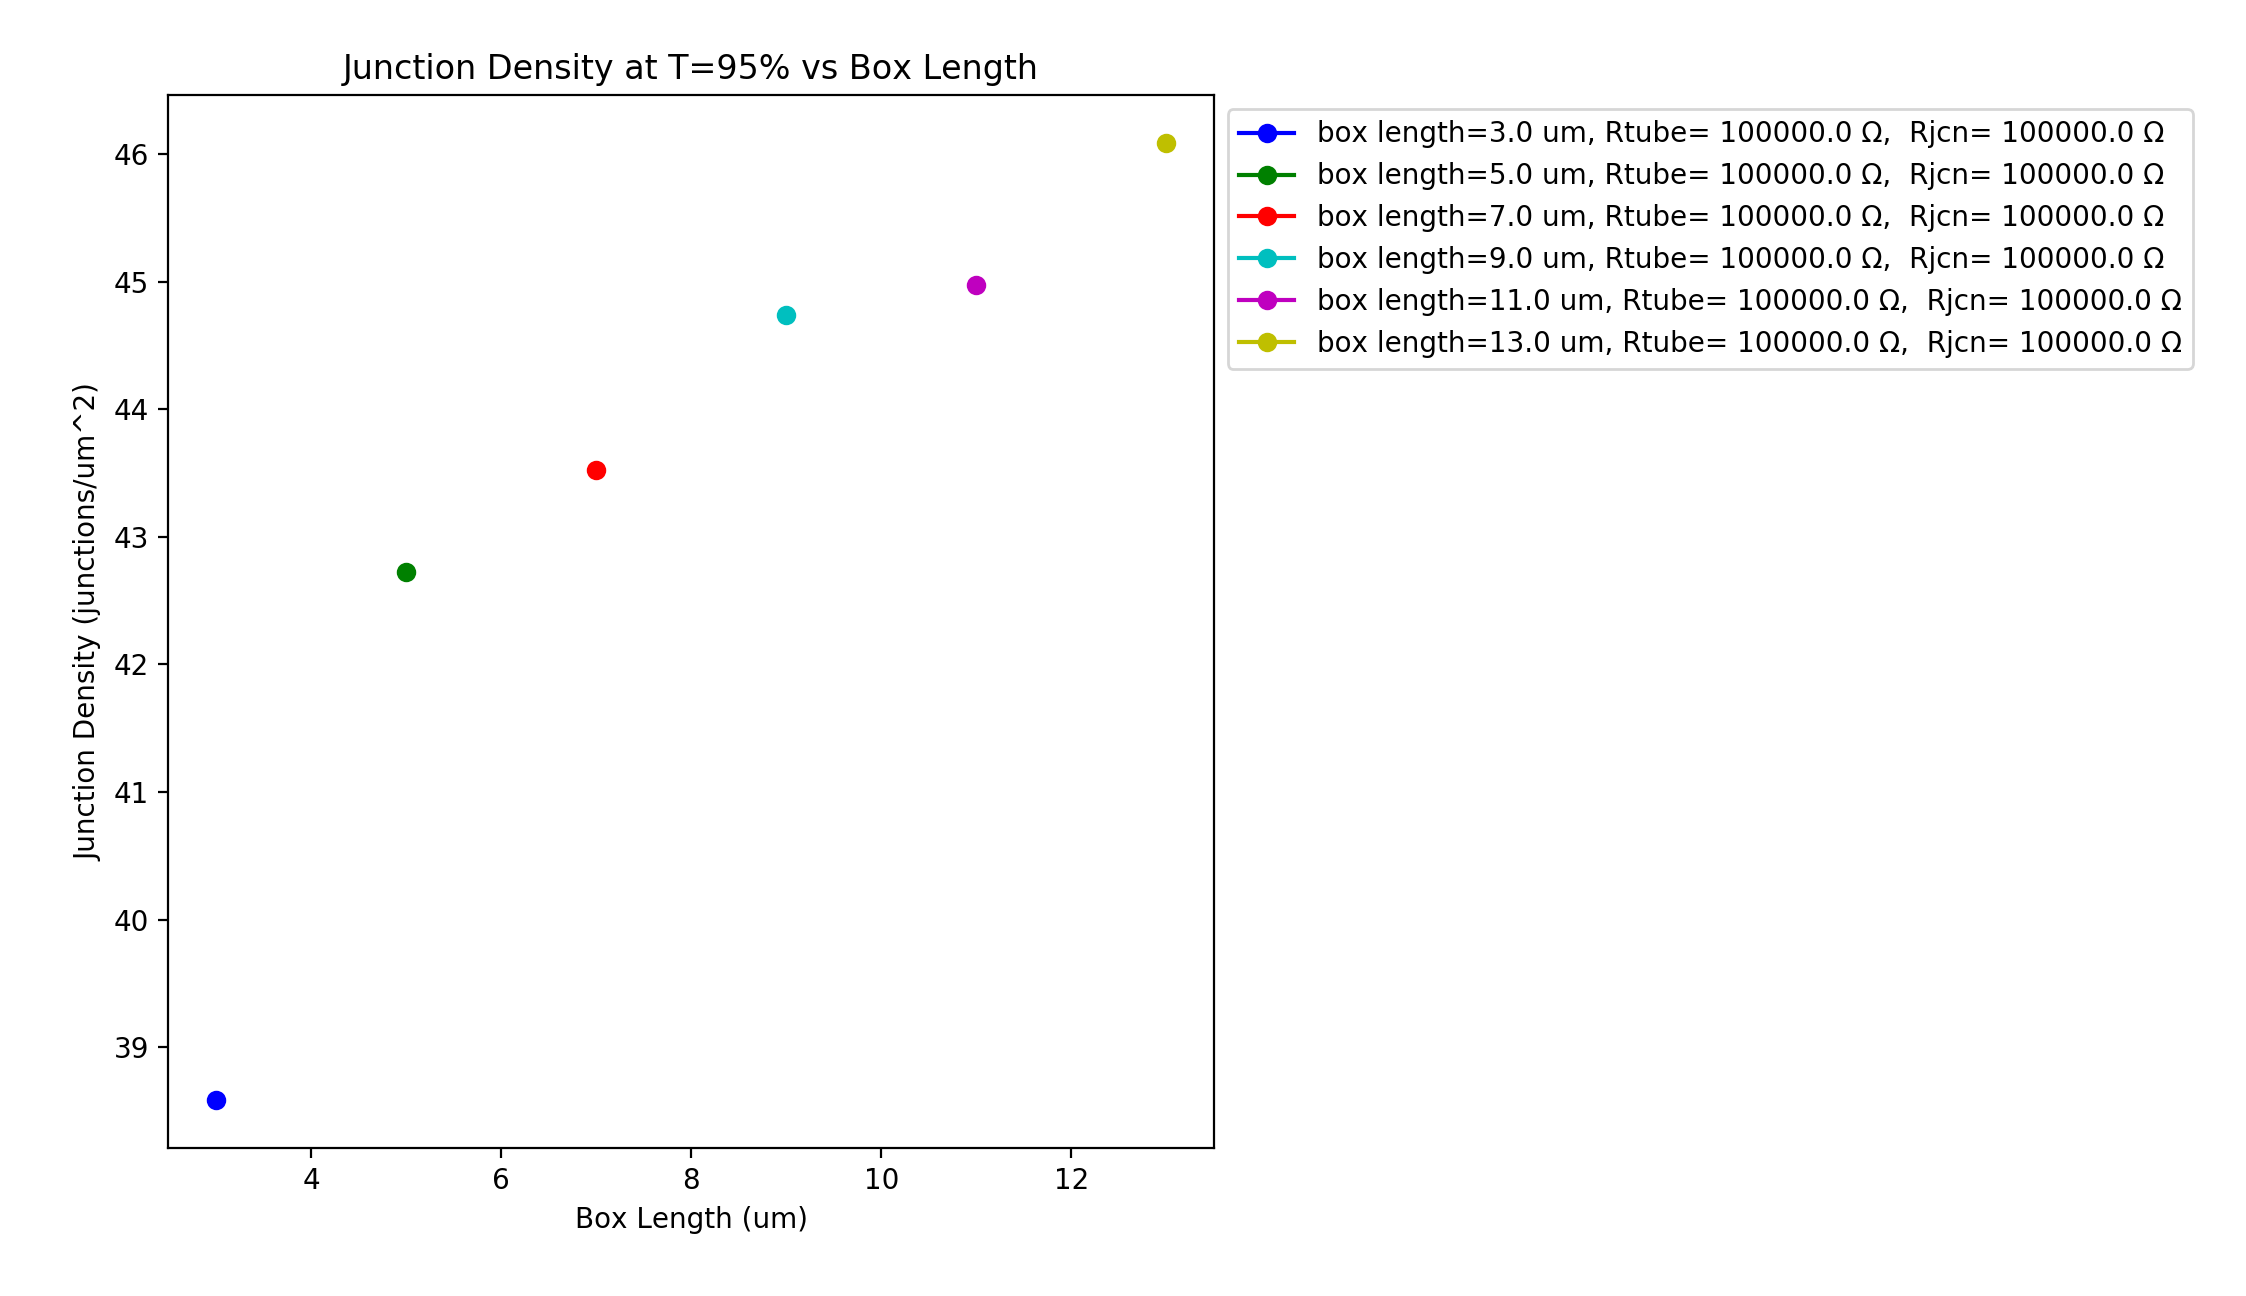 Junction Density at T=95% vs Box Length
Junction Density (junctions/um^2)
46
45
44
43
42
41
40
39
4
6
8
10
12
Box Length (um)
box length=3.0 um, Rtube= 100000.0 Ω,  Rjcn= 100000.0 Ω
box length=5.0 um, Rtube= 100000.0 Ω,  Rjcn= 100000.0 Ω
box length=7.0 um, Rtube= 100000.0 Ω,  Rjcn= 100000.0 Ω
box length=9.0 um, Rtube= 100000.0 Ω,  Rjcn= 100000.0 Ω
box length=11.0 um, Rtube= 100000.0 Ω,  Rjcn= 100000.0 Ω
box length=13.0 um, Rtube= 100000.0 Ω,  Rjcn= 100000.0 Ω